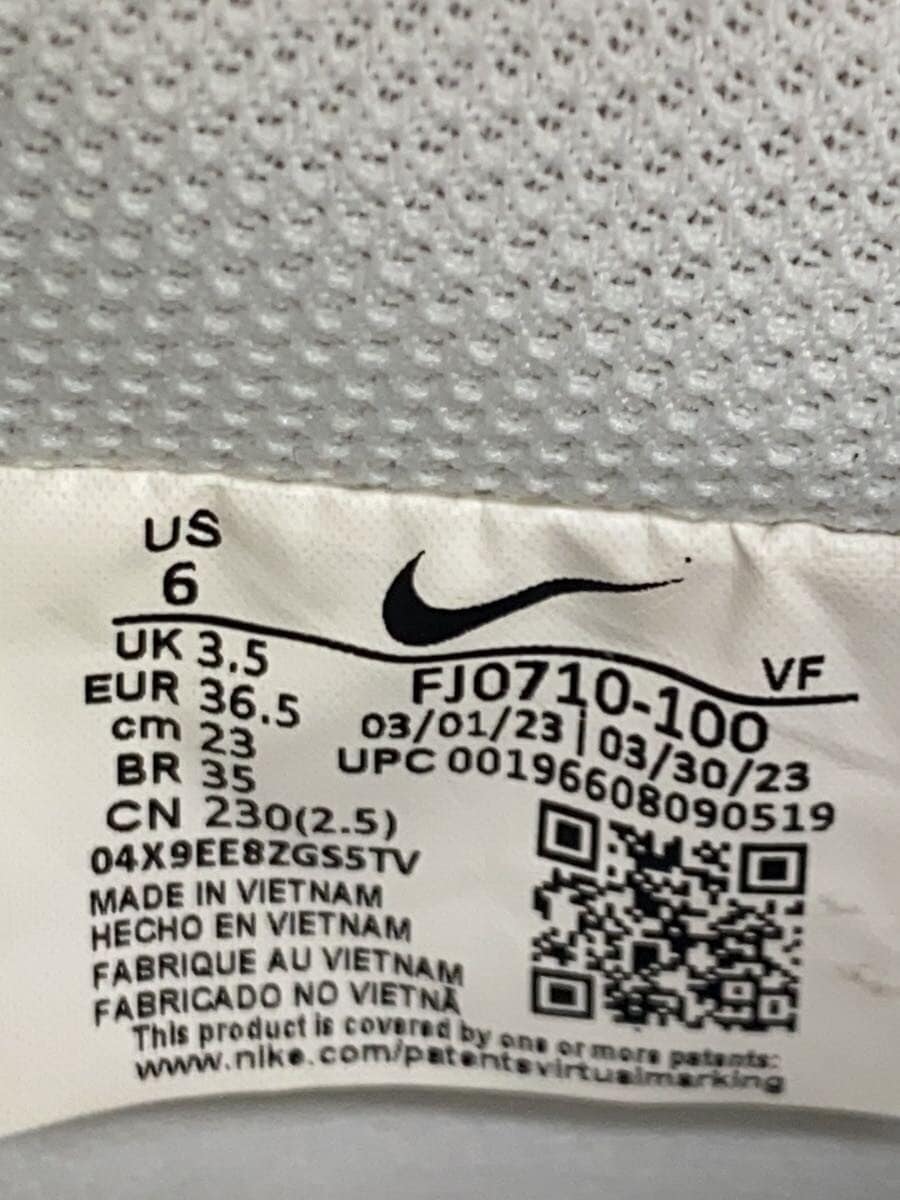 US
6
UK 3.5
EUR 36.5
cm 23
BR 35
CN 230(2.5)
VF
FJ0710-100
03/01/23 | 03/30/23
UPC 00196608090519
04X9EE8ZGS5TV
MADE IN VIETNAM
HECHO EN VIETNAM
FABRIQUE AU VIETNAM
FABRICADO NO VIETNÃ
This product is covered by one or more patents:
www.nike.com/patentsvirtualmarking